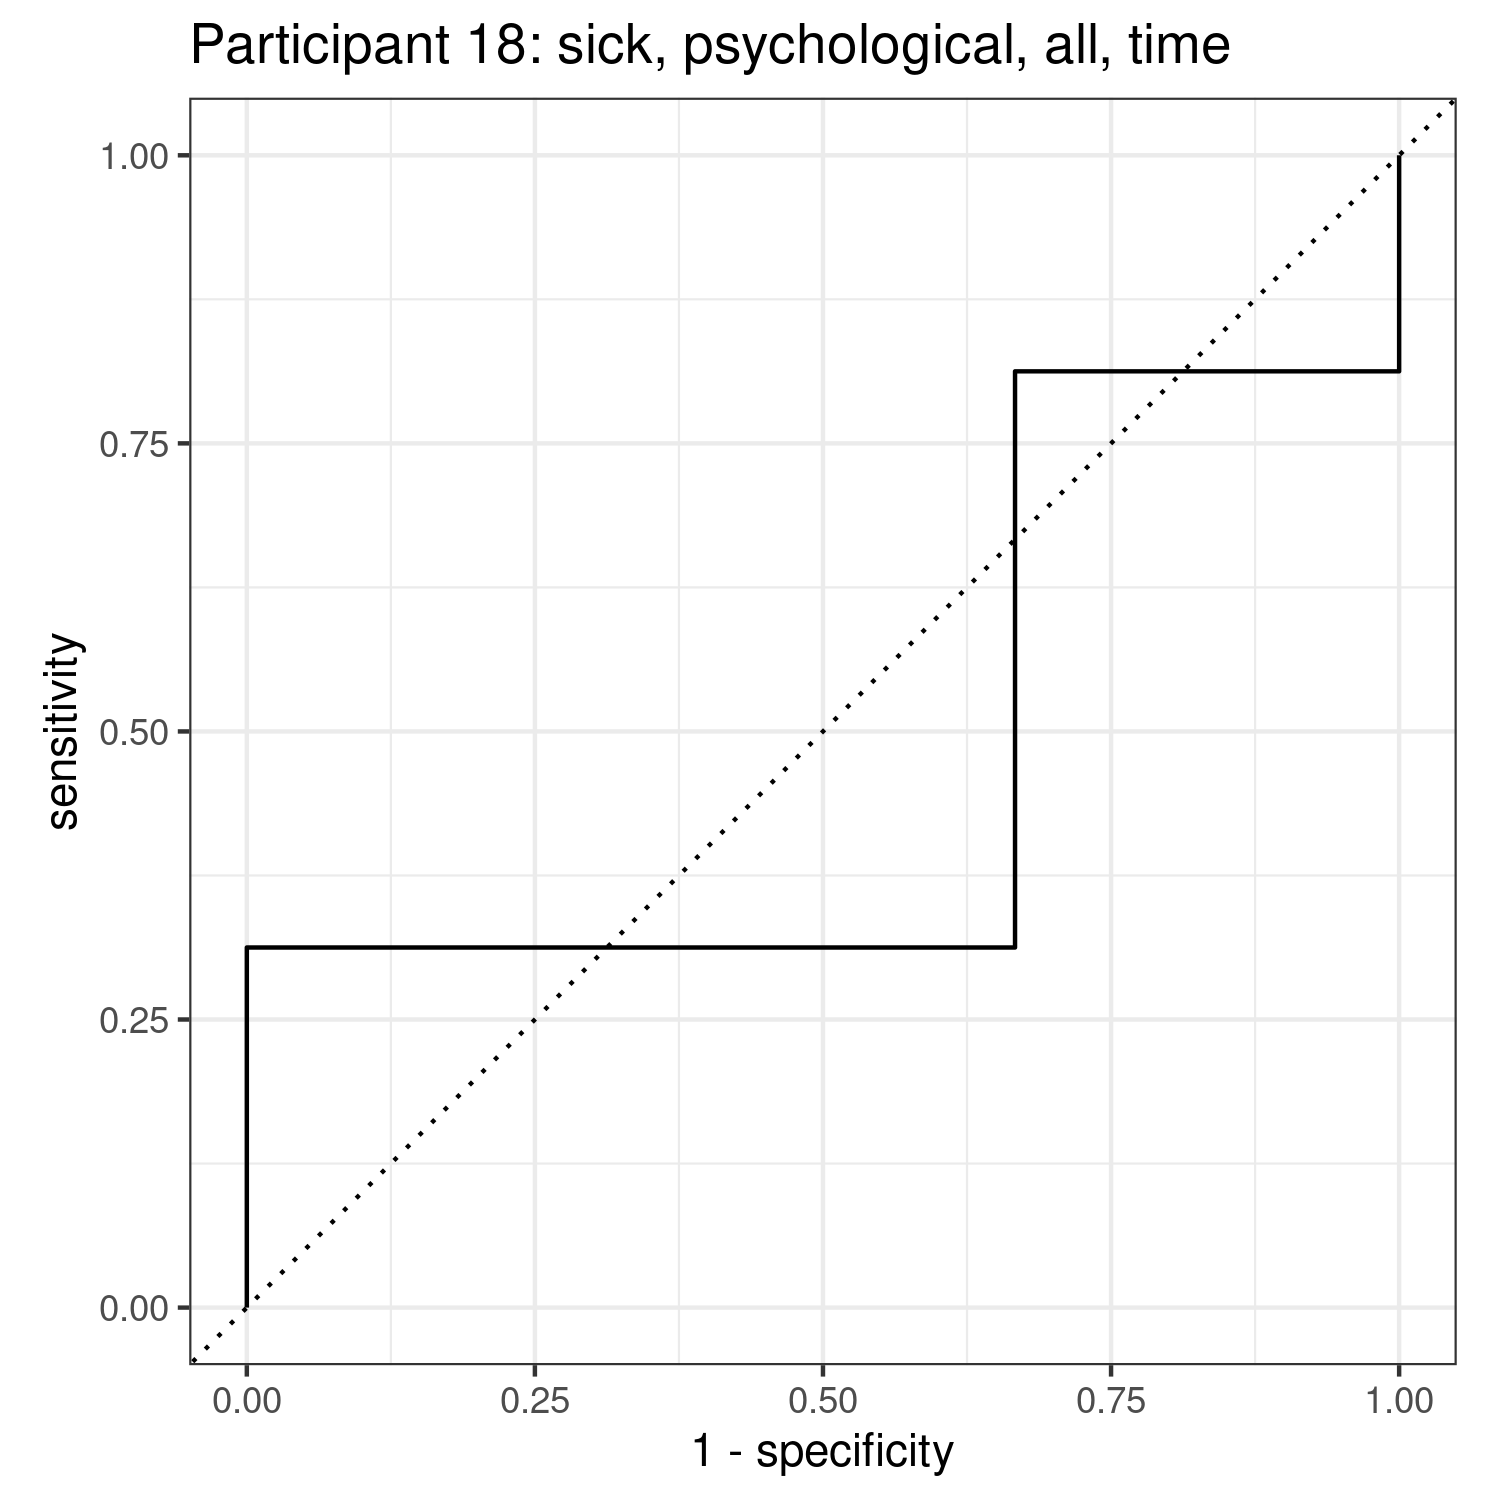 Participant 18: sick, psychological, all, time
1.00
0.75
0.50
0.25
0.00
sensitivity
0.00 0.25 0.50 0.75 1.00
1 - specificity